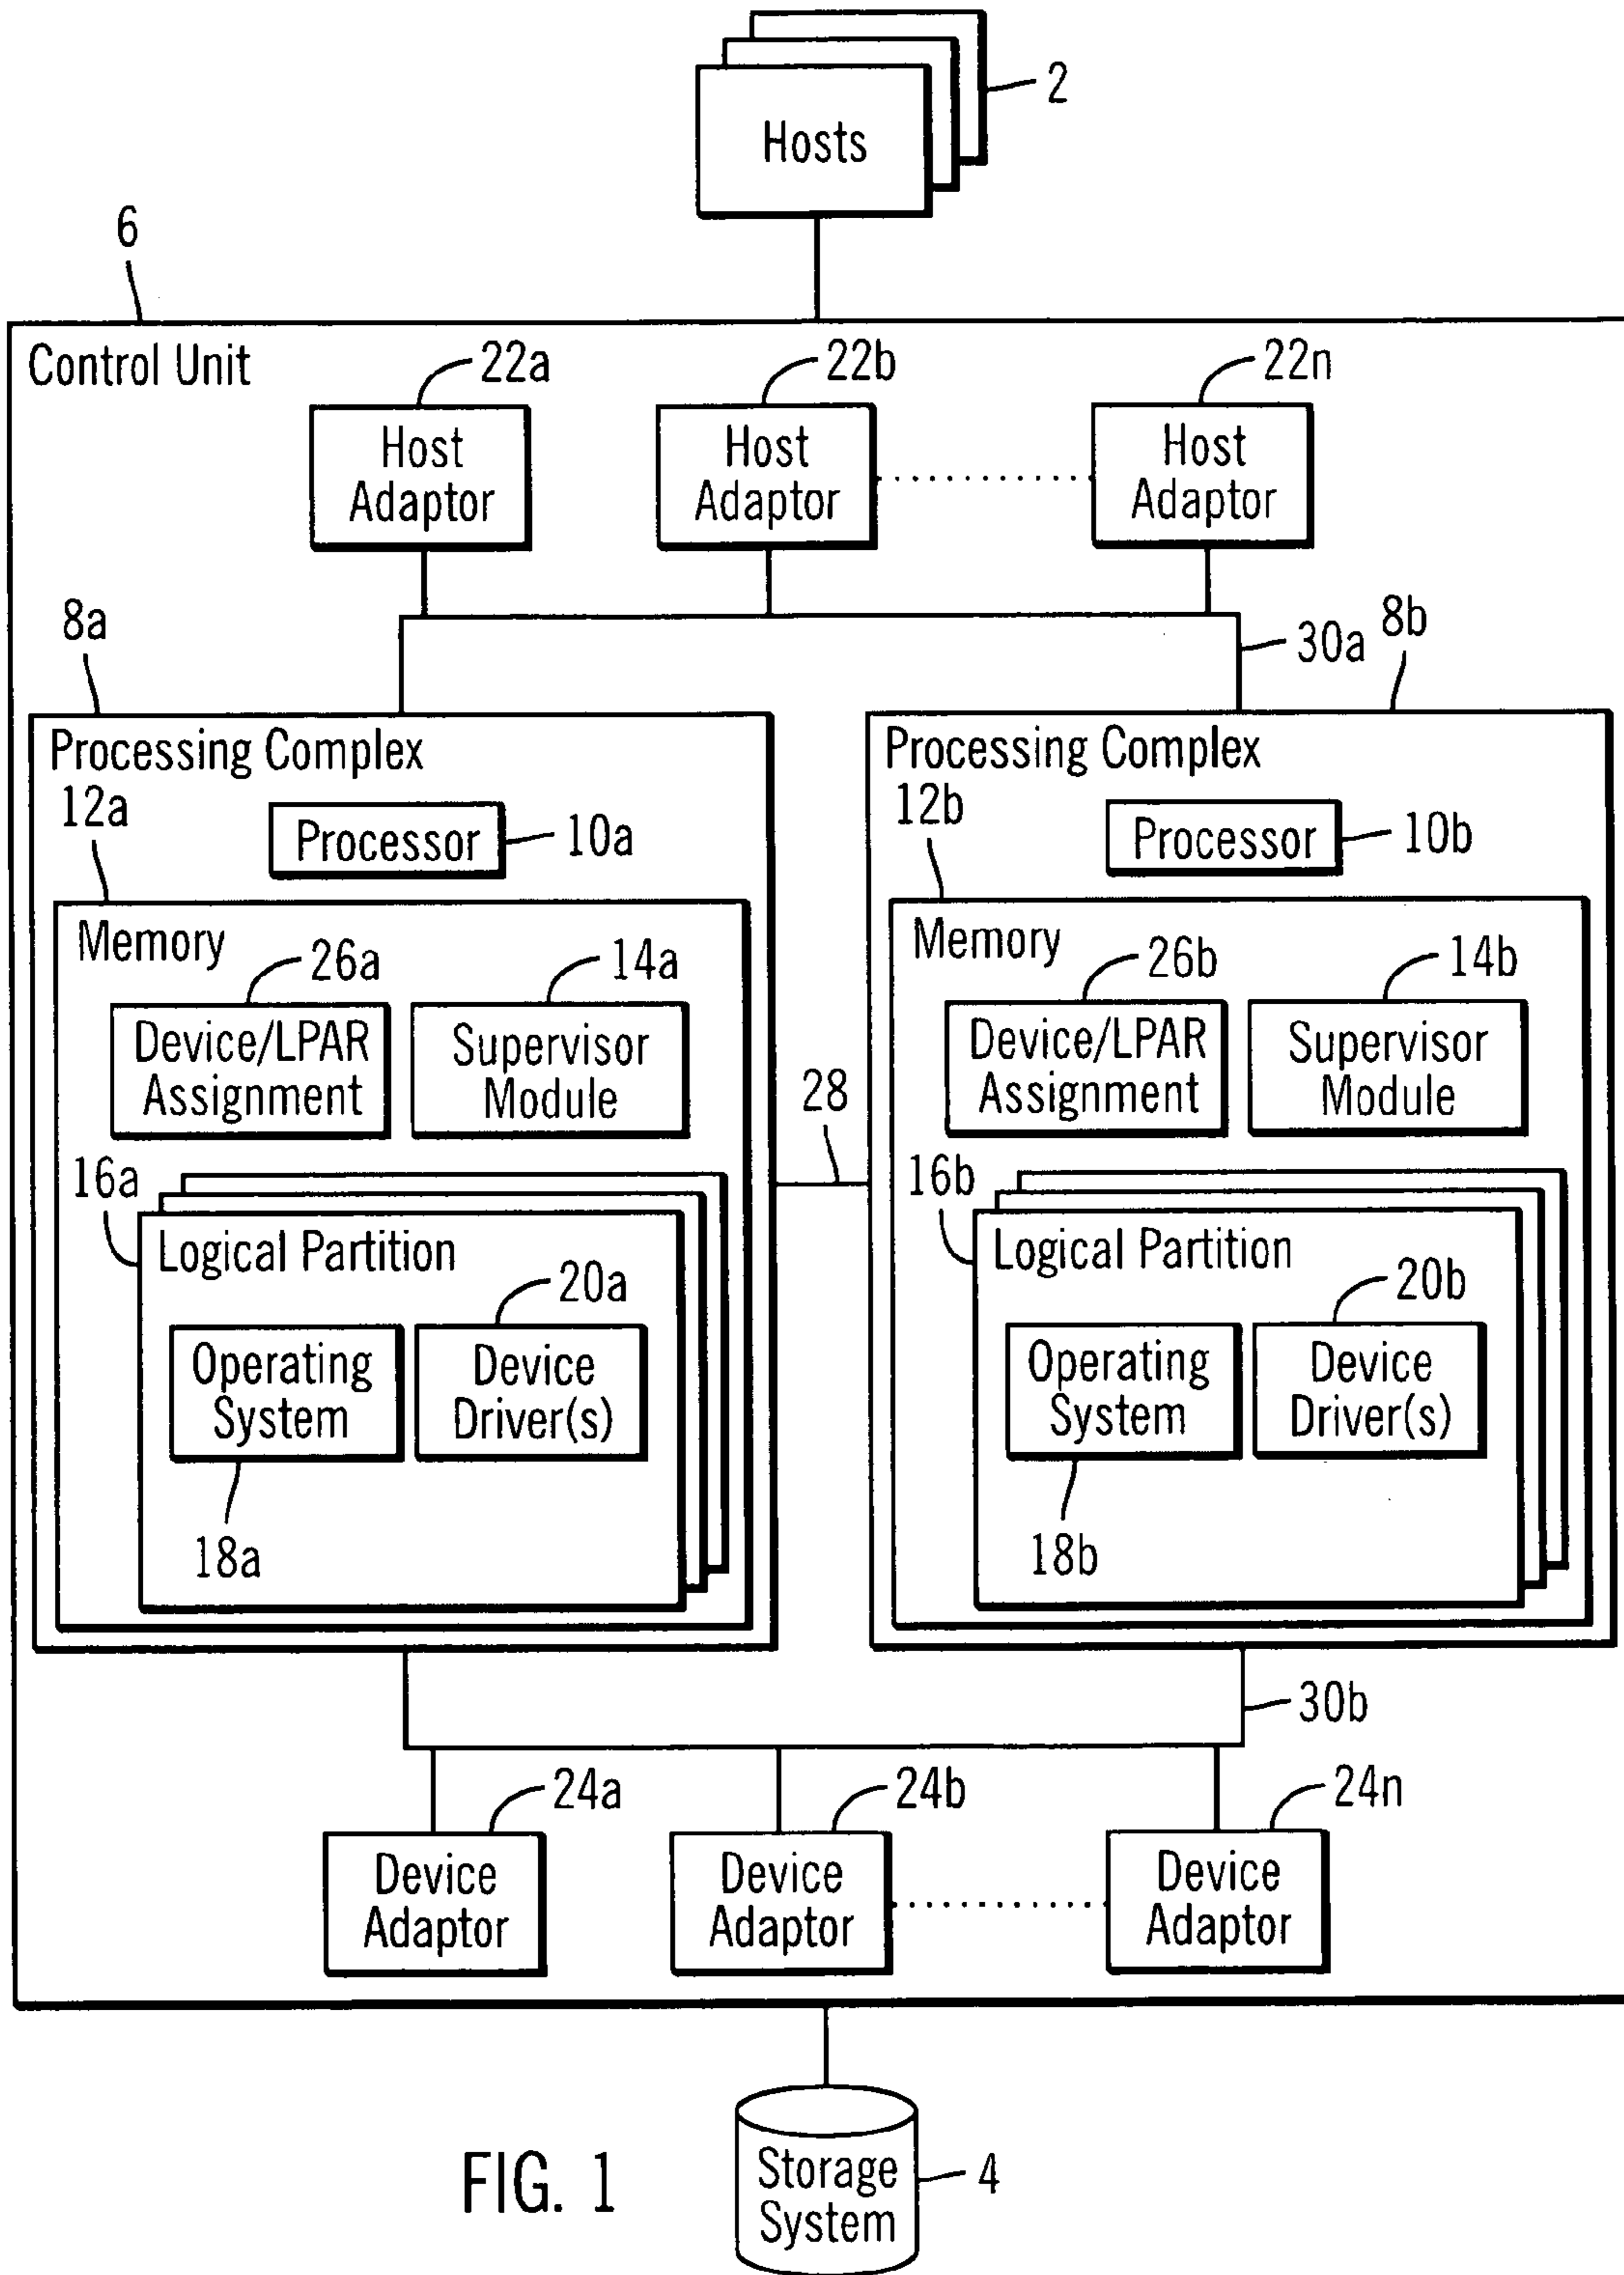 2
Hosts
6
Control Unit
22a
22b
22n
Host
Adaptor
Host
Adaptor
Host
Adaptor
8a
30a
8b
Processing Complex
12a
Processor
10a
Memory
26a
14a
Device/LPAR
Assignment
Supervisor
Module
28
16a
Logical Partition
20a
Operating
System
Device
Driver(s)
18a
Processing Complex
12b
Processor
10b
Memory
26b
14b
Device/LPAR
Assignment
Supervisor
Module
16b
Logical Partition
20b
Operating
System
Device
Driver(s)
18b
30b
24a
24b
24n
Device
Adaptor
Device
Adaptor
Device
Adaptor
FIG. 1
Storage
System
4